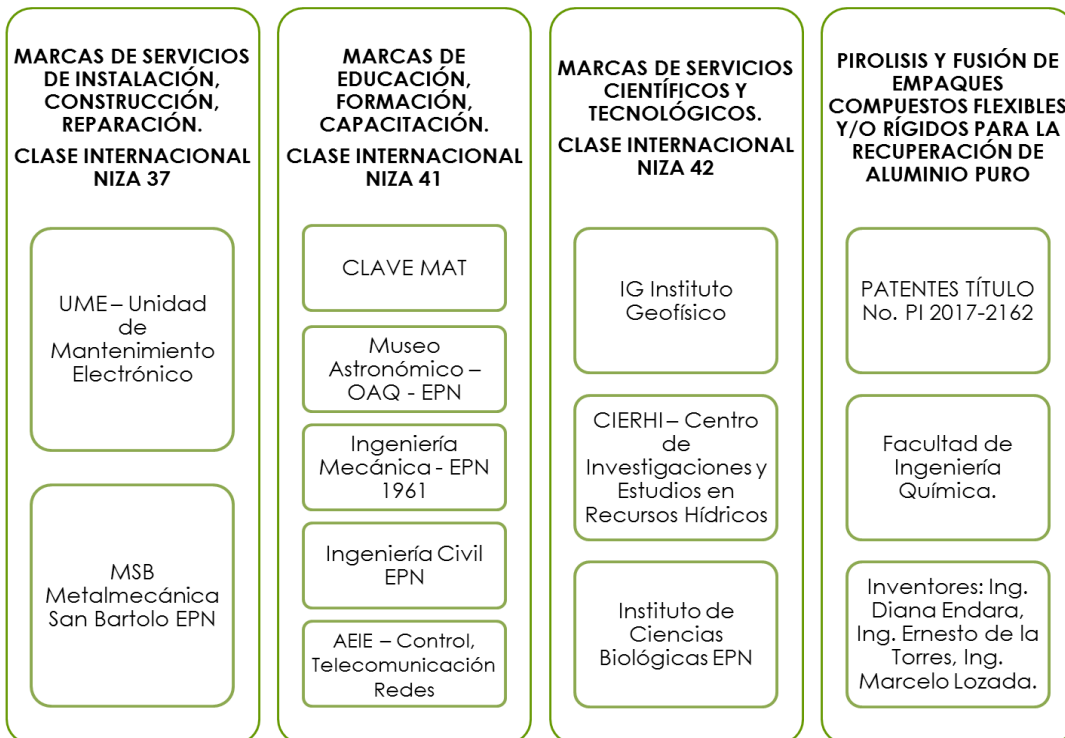 MARCAS DE SERVICIOS
DE INSTALACIÓN,
CONSTRUCCIÓN,
REPARACIÓN.
CLASE INTERNACIONAL
NIZA 37
UME – Unidad
de
Mantenimiento
Electrónico
MSB
Metalmecánica
San Bartolo EPN
MARCAS DE
EDUCACIÓN,
FORMACIÓN,
CAPACITACIÓN.
CLASE INTERNACIONAL
NIZA 41
CLAVE MAT
Museo
Astronómico –
OAQ - EPN
Ingeniería
Mecánica - EPN
1961
Ingeniería Civil
EPN
AEIE – Control,
Telecomunicación
Redes
MARCAS DE SERVICIOS
CIENTÍFICOS Y
TECNOLÓGICOS.
CLASE INTERNACIONAL
NIZA 42
IG Instituto
Geofísico
CIERHI – Centro
de
Investigaciones y
Estudios en
Recursos Hídricos
Instituto de
Ciencias
Biológicas EPN
PIROLISIS Y FUSIÓN DE
EMPAQUES
COMPUESTOS FLEXIBLES
Y/O RÍGIDOS PARA LA
RECUPERACIÓN DE
ALUMINIO PURO
PATENTES TÍTULO
No. PI 2017-2162
Facultad de
Ingeniería
Química.
Inventores: Ing.
Diana Endara,
Ing. Ernesto de la
Torres, Ing.
Marcelo Lozada.